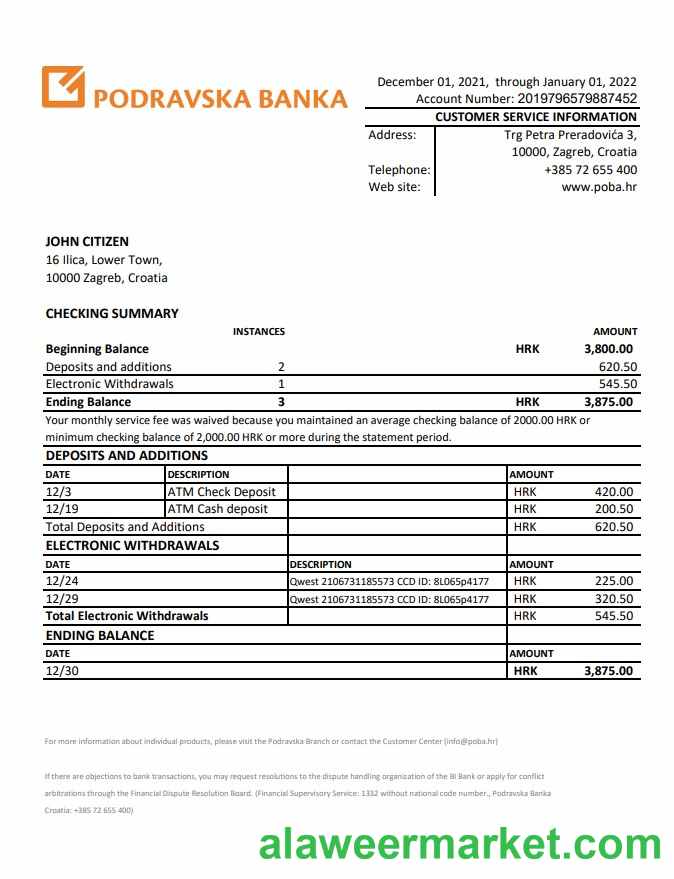 PODRAVSKA BANKA
December 01, 2021, through January 01, 2022
Account Number: 2019796579887452
CUSTOMER SERVICE INFORMATION
Address: Trg Petra Preradovića 3,
10000, Zagreb, Croatia
Telephone: +385 72 655 400
Web site: www.poba.hr
JOHN CITIZEN
16 Ilica, Lower Town,
10000 Zagreb, Croatia
CHECKING SUMMARY
INSTANCES AMOUNT
Beginning Balance HRK 3,800.00
Deposits and additions 2 620.50
Electronic Withdrawals 1 545.50
Ending Balance 3 HRK 3,875.00
Your monthly service fee was waived because you maintained an average checking balance of 2000.00 HRK or
minimum checking balance of 2,000.00 HRK or more during the statement period.
DEPOSITS AND ADDITIONS
DATE DESCRIPTION AMOUNT
12/3 ATM Check Deposit HRK 420.00
12/19 ATM Cash deposit HRK 200.50
Total Deposits and Additions HRK 620.50
ELECTRONIC WITHDRAWALS
DATE DESCRIPTION AMOUNT
12/24 Qwest 2106731185573 CCD ID: 8L065p4177 HRK 225.00
12/29 Qwest 2106731185573 CCD ID: 8L065p4177 HRK 320.50
Total Electronic Withdrawals HRK 545.50
ENDING BALANCE
DATE AMOUNT
12/30 HRK 3,875.00
For more information about individual products, please visit the Podravska Branch or contact the Customer Center (info@poba.hr)
If there are objections to bank transactions, you may request resolutions to the dispute handling organization of the BI Bank or apply for conflict
arbitrations through the Financial Dispute Resolution Board. (Financial Supervisory Service: 1332 without national code number., Podravska Banka
Croatia: +385 72 655 400)
alaweermarket.com